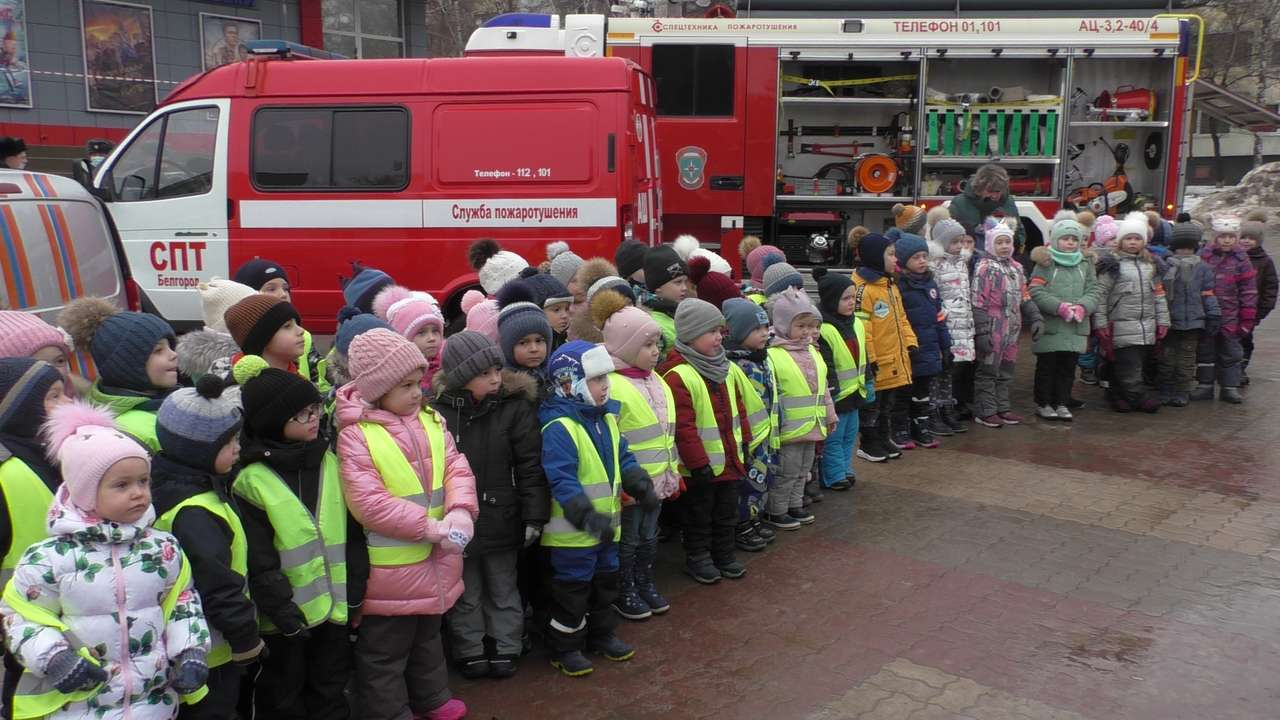 СПЕЦТЕХНИКА ПОЖАРОТУШЕНИЯ
ТЕЛЕФОН 01, 101
АЦ-3,2-40/4
Телефон - 112 , 101
Служба пожаротушения
СПТ
Белгород